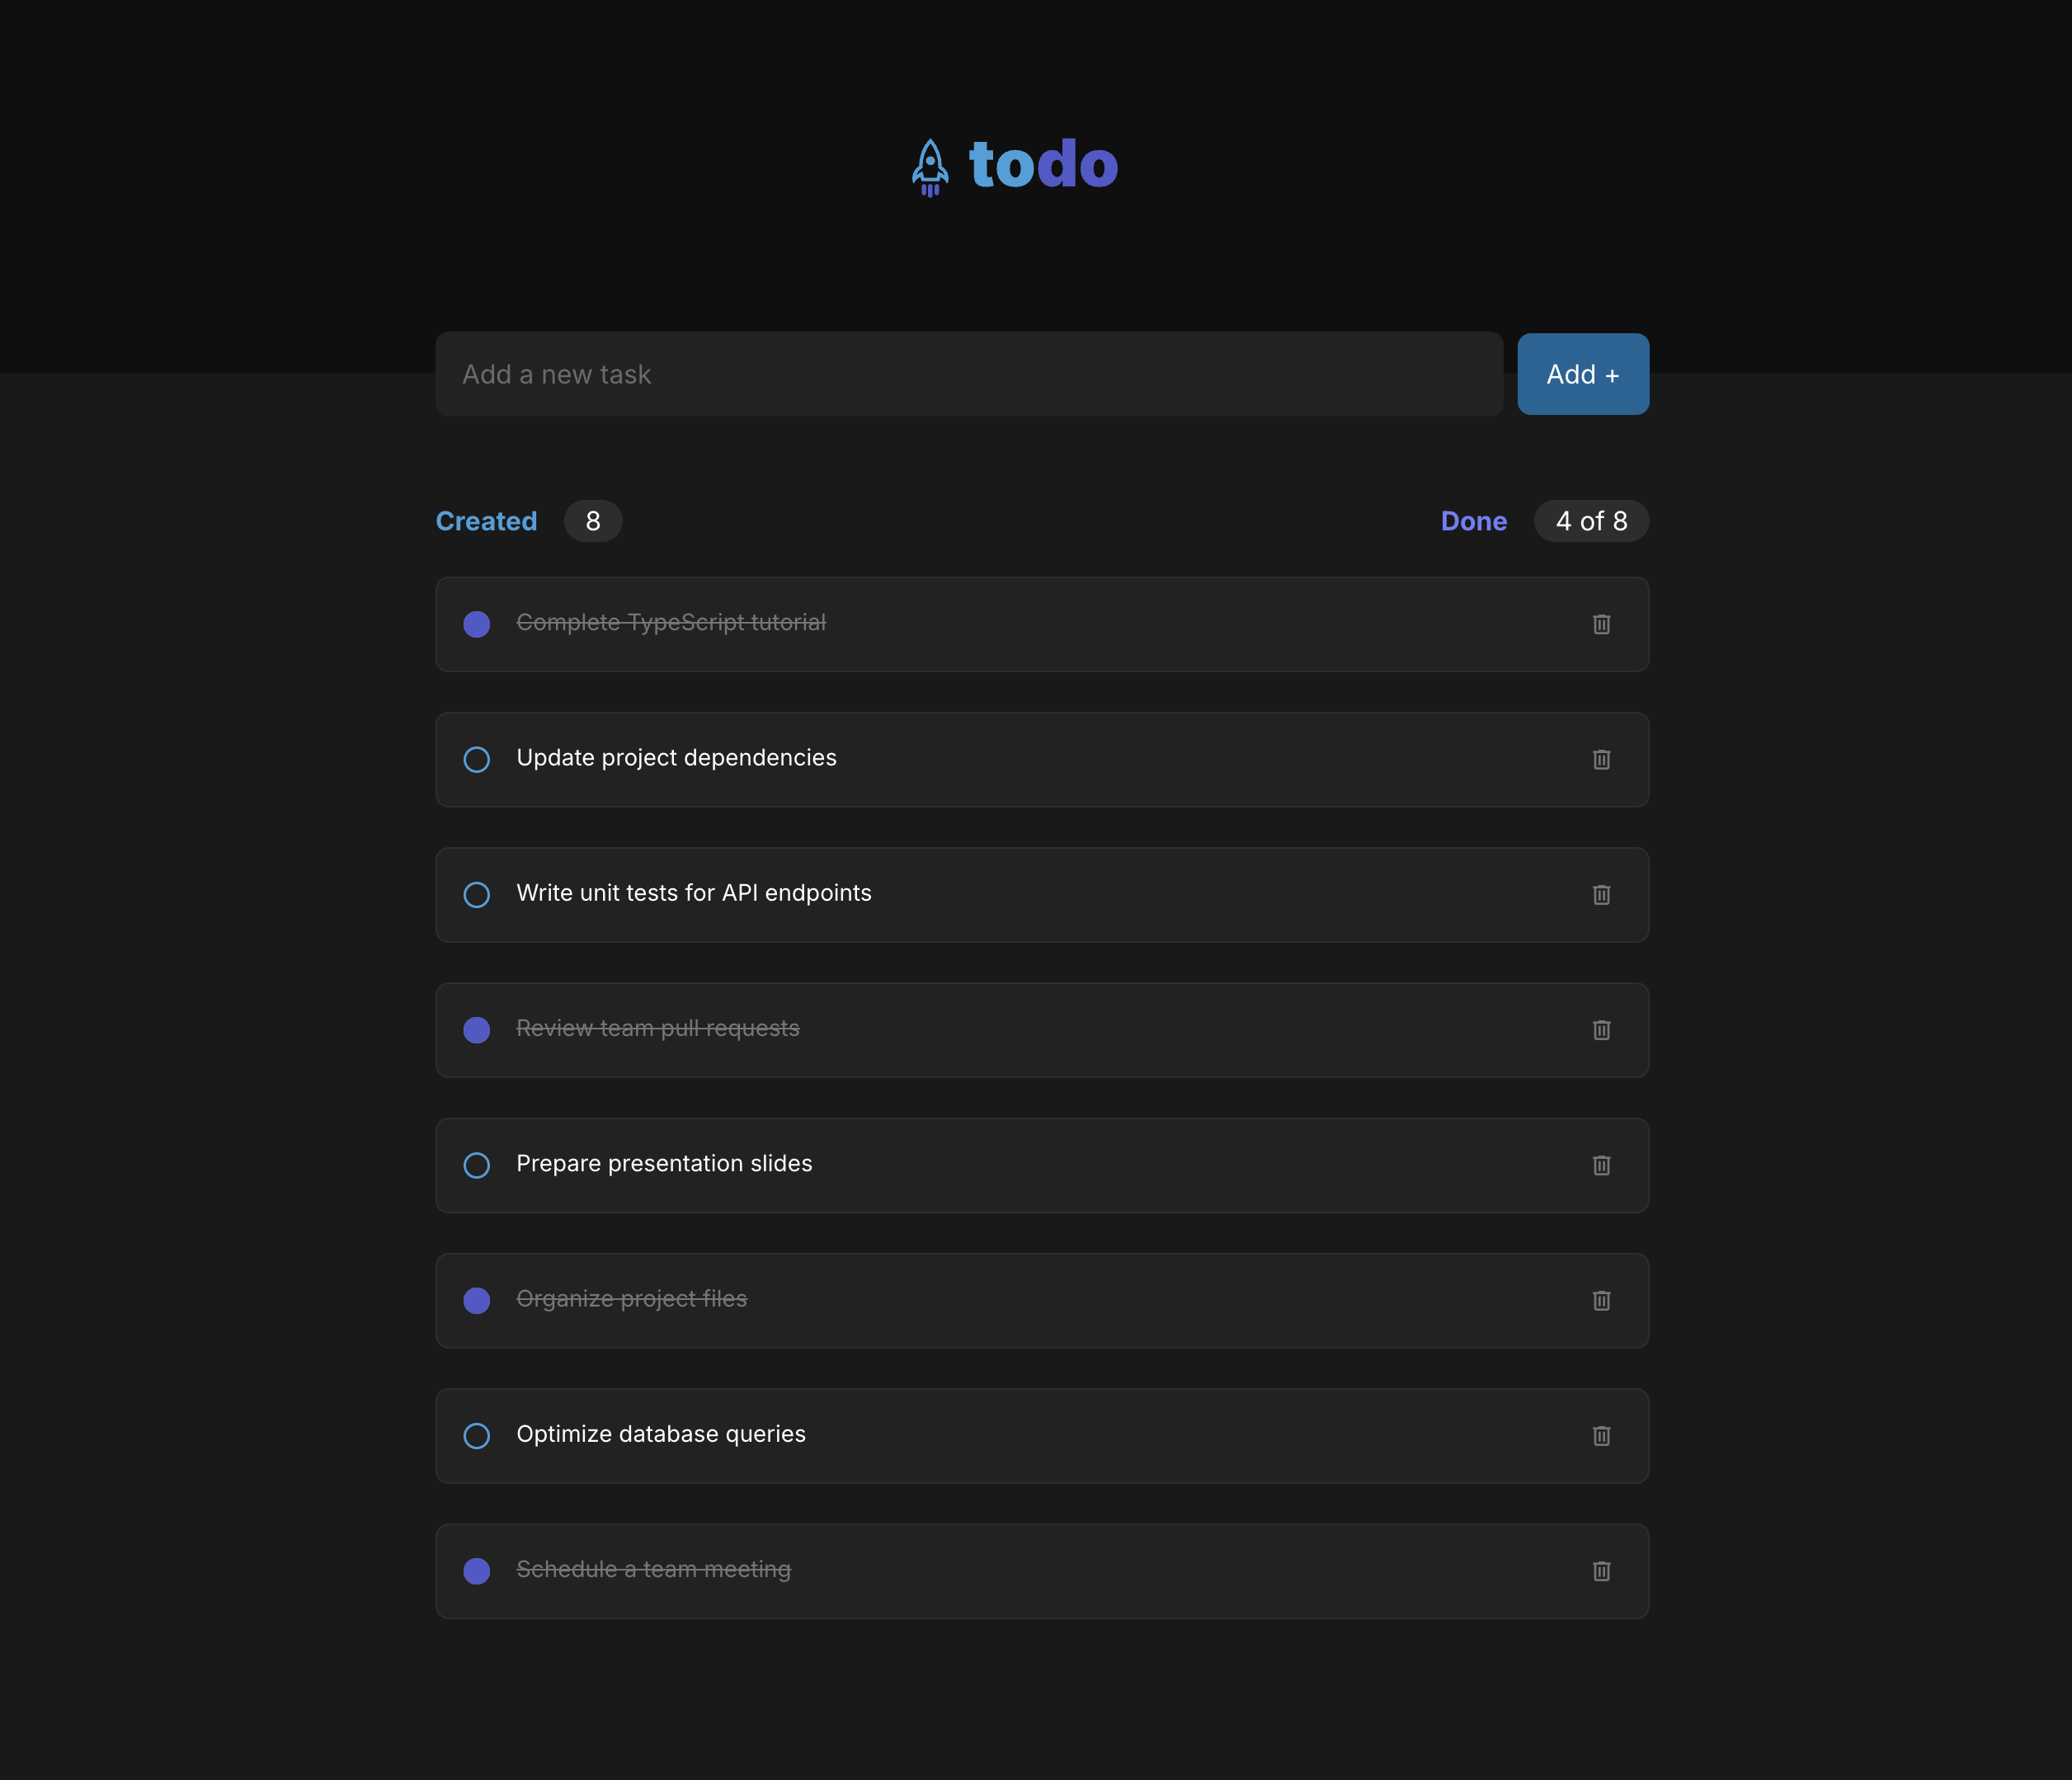 todo
Add a new task
Add +
Created 8
Done 4 of 8
Complete TypeScript tutorial
Update project dependencies
Write unit tests for API endpoints
Review team pull requests
Prepare presentation slides
Organize project files
Optimize database queries
Schedule a team meeting